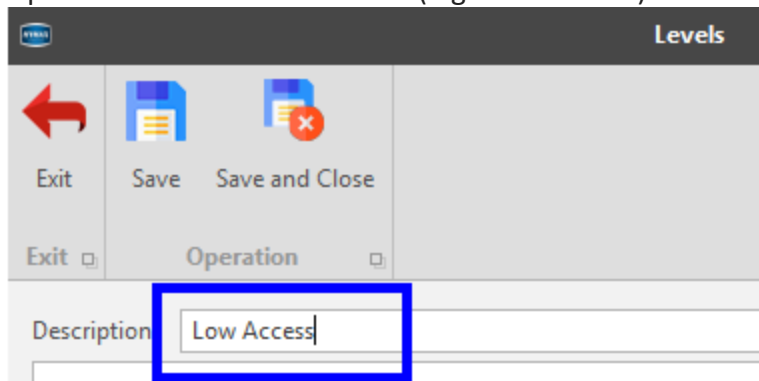 Levels
Exit Save Save and Close
Exit Operation
Description Low Access